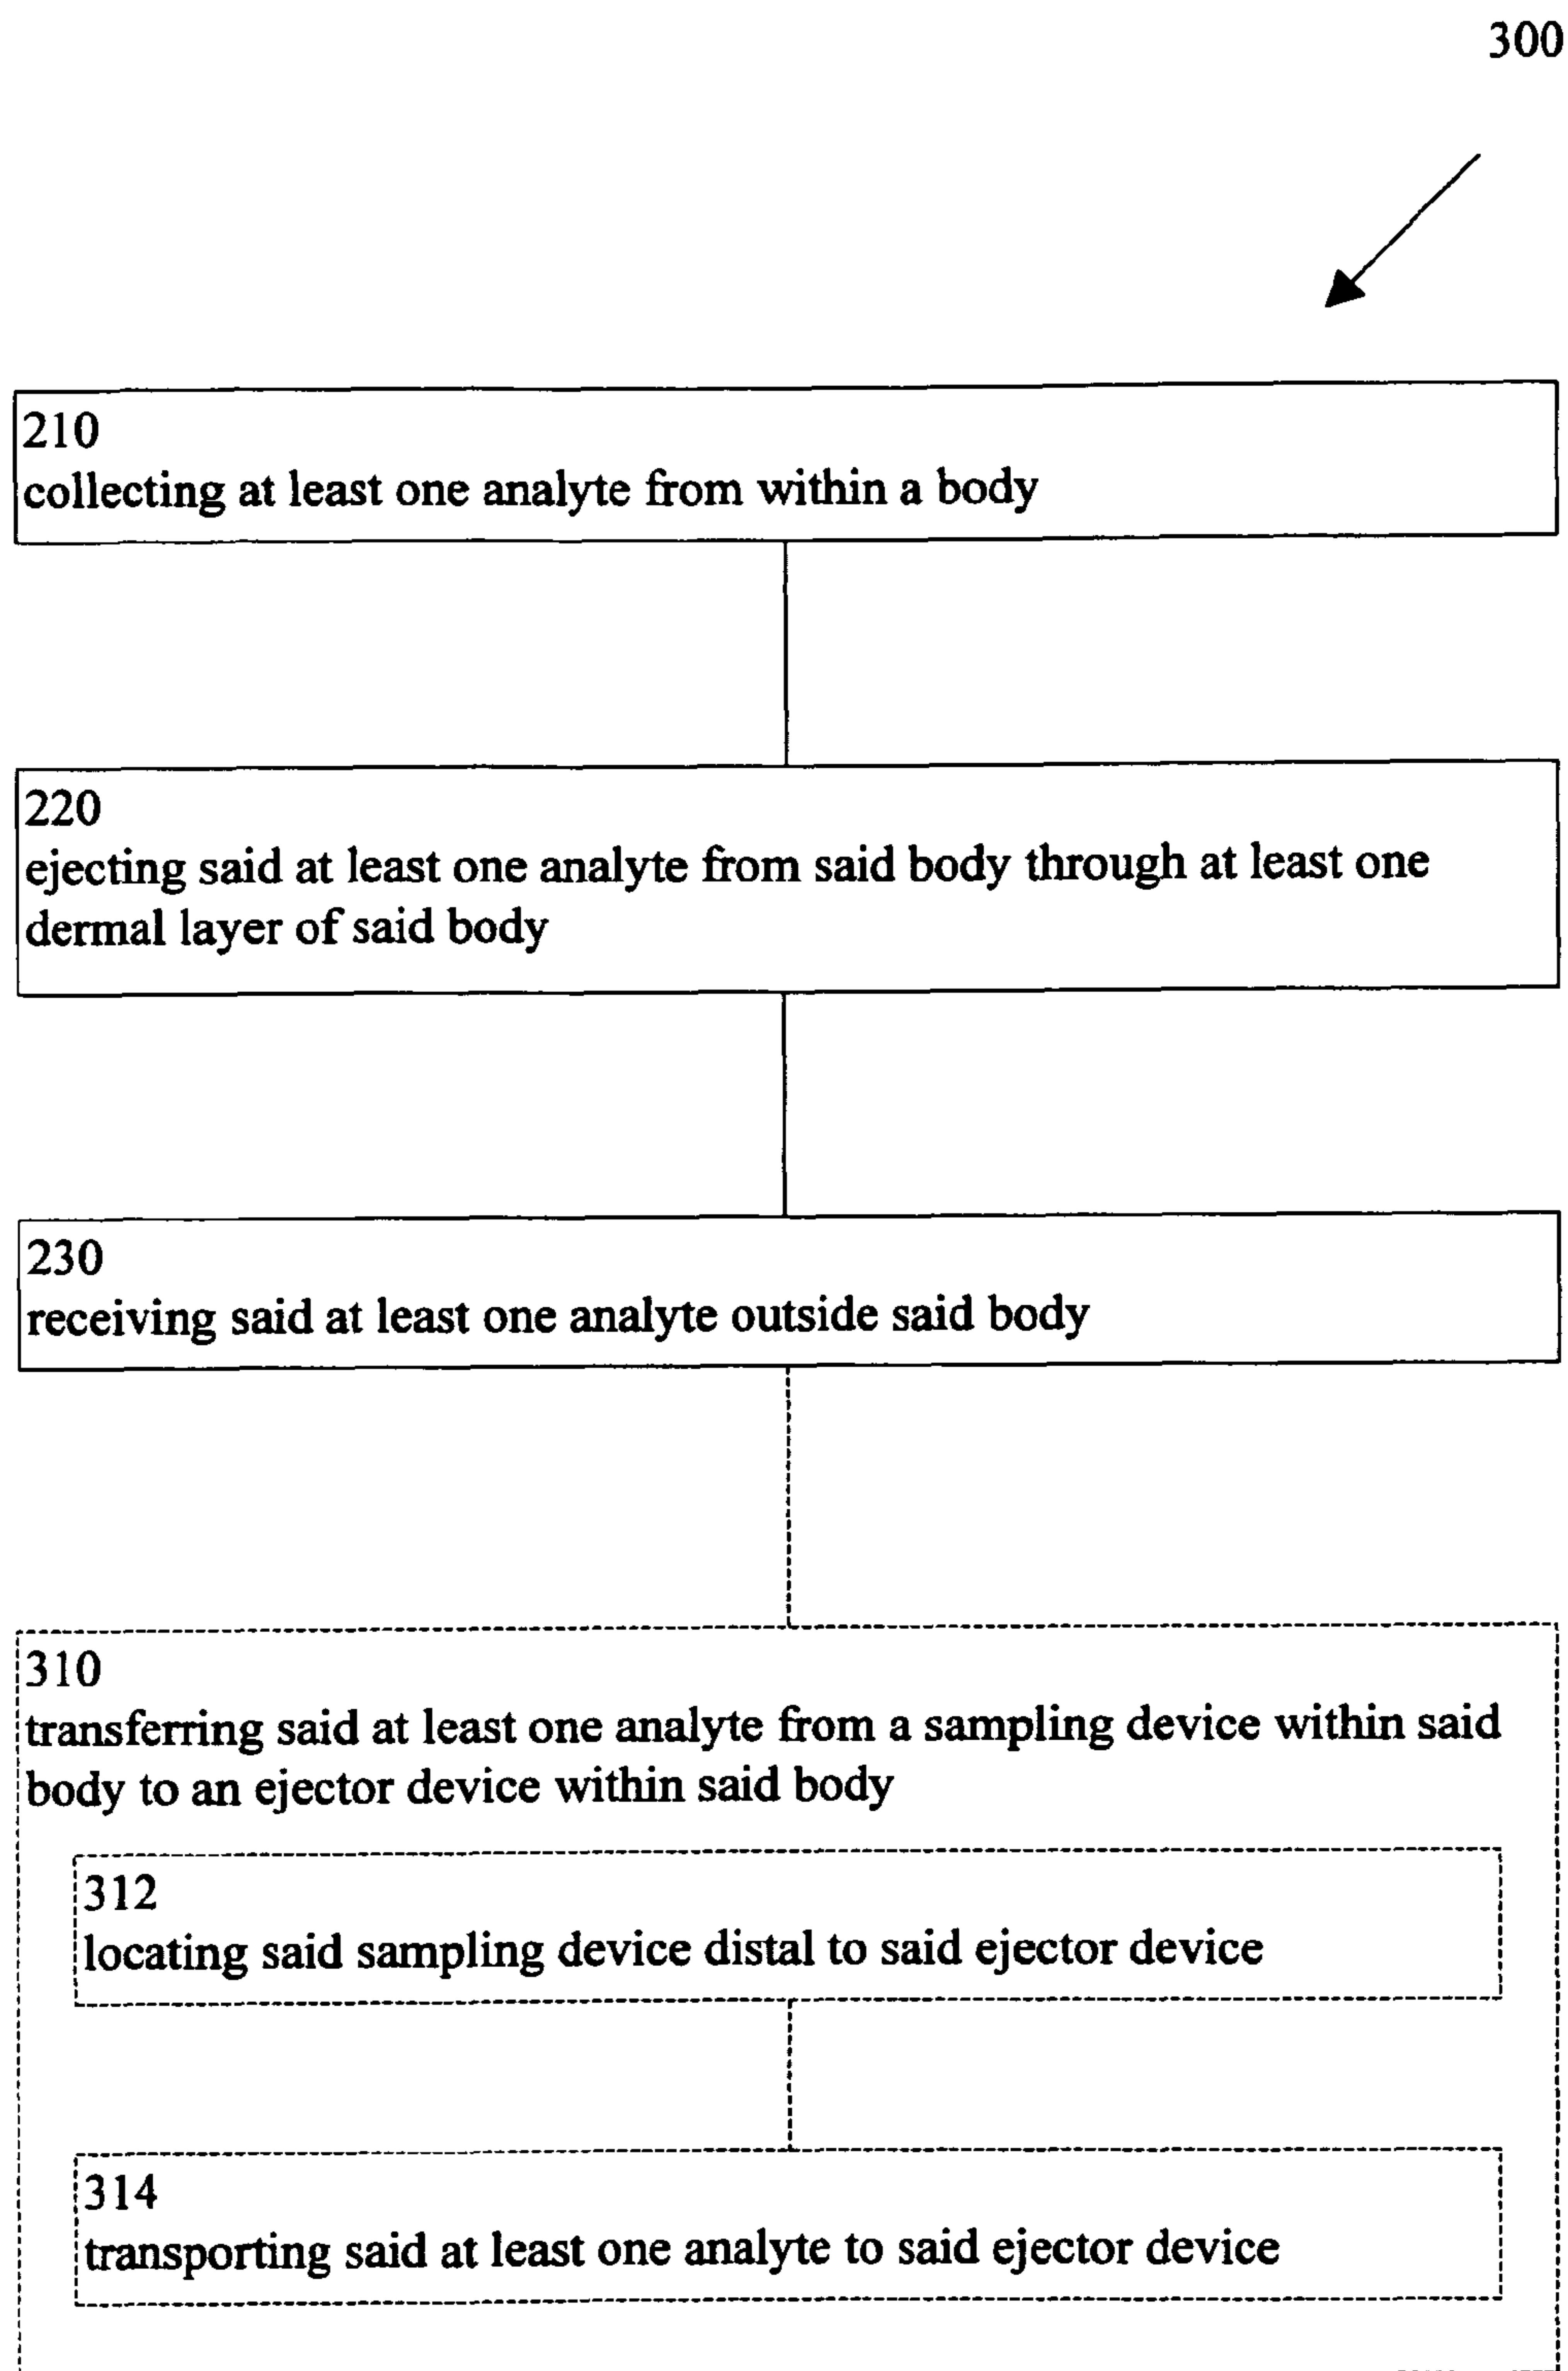 300
210
collecting at least one analyte from within a body
220
ejecting said at least one analyte from said body through at least one
dermal layer of said body
230
receiving said at least one analyte outside said body
310
transferring said at least one analyte from a sampling device within said
body to an ejector device within said body
312
locating said sampling device distal to said ejector device
314
transporting said at least one analyte to said ejector device